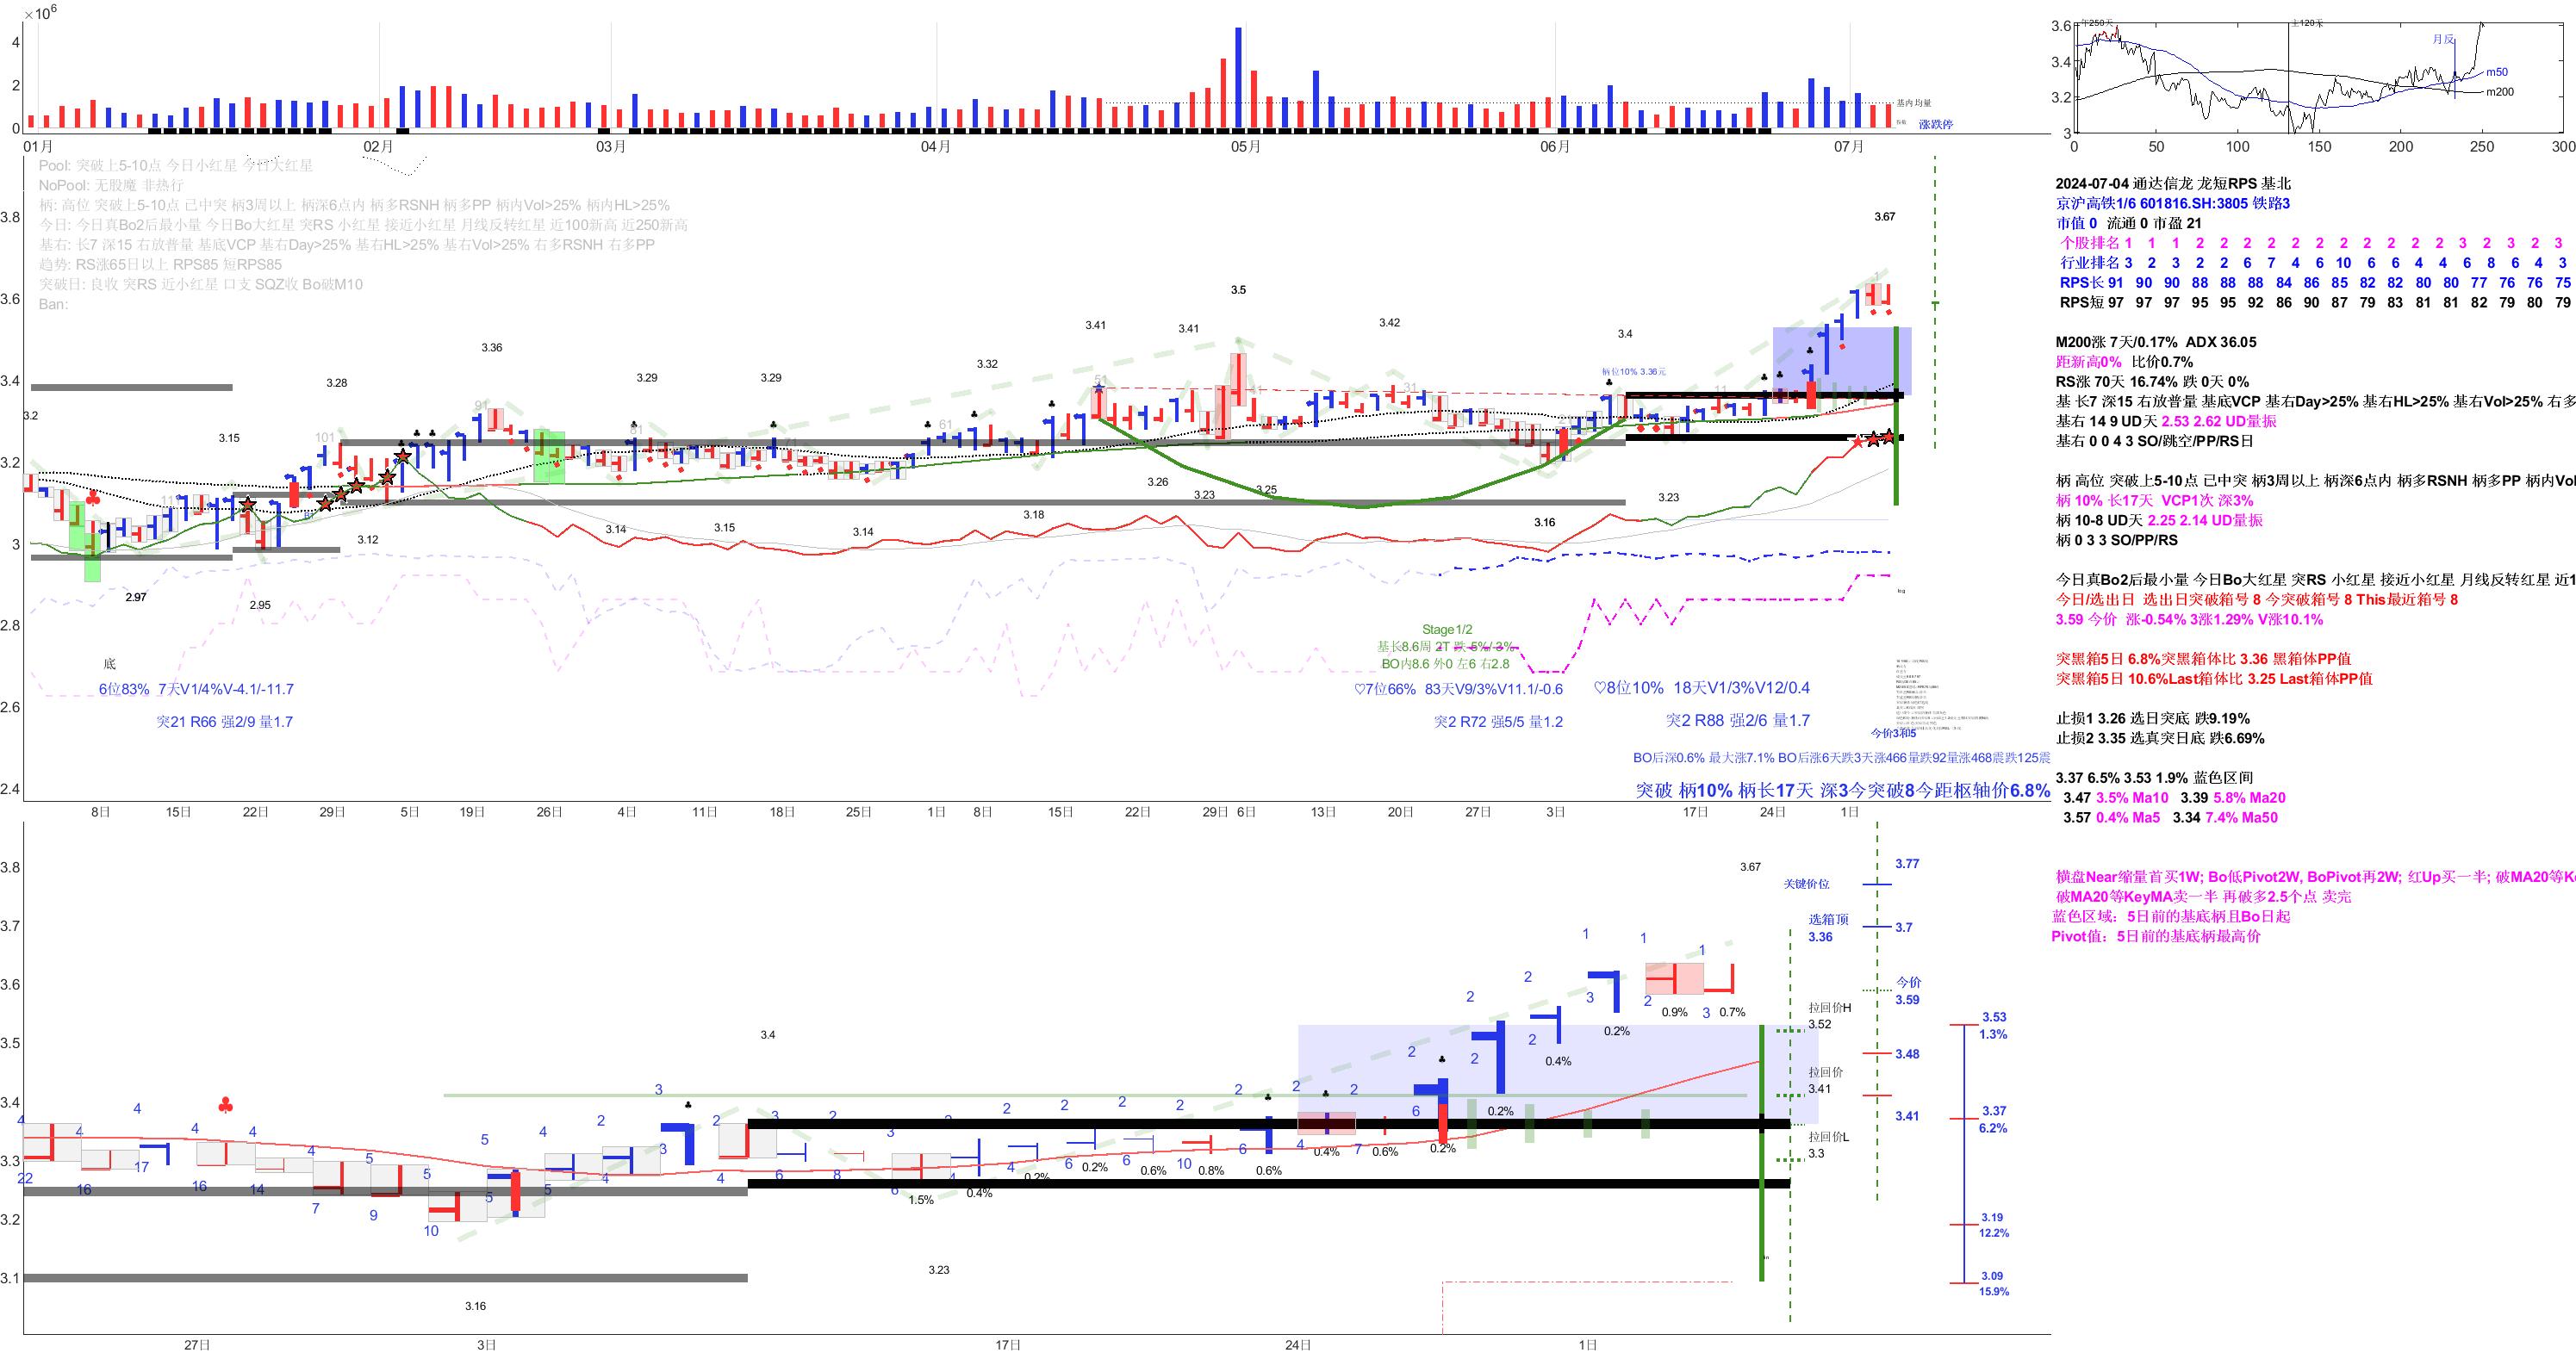 ×10⁶
4
2
0
基内均量
涨跌停
01月 02月 03月 04月 05月 06月 07月
Pool: 突破上5-10点 今日小红星 今日大红星
NoPool: 无股魔 非热行
柄: 高位 突破上5-10点 已中突 柄3周以上 柄深6点内 柄多RSNH 柄多PP 柄内Vol>25% 柄内HL>25%
今日: 今日真Bo2后最小量 今日Bo大红星 突RS 小红星 接近小红星 月线反转红星 近100新高 近250新高
基右: 长7 深15 右放普量 基底VCP 基右Day>25% 基右HL>25% 基右Vol>25% 右多RSNH 右多PP
趋势: RS涨65日以上 RPS85 短RPS85
突破日: 良收 突RS 近小红星 口支 SQZ收 Bo破M10
Ban:
3.8
3.6
3.4
3.2
3
2.8
2.6
2.4
3.67
3.5
3.41 3.41 3.42 3.4
3.36 3.32
3.28 3.29 3.29
柄位10% 3.36元
3.2
3.15
3.26 3.23 3.25 3.23
3.12 3.14 3.15 3.14 3.18 3.16
2.97 2.95
底
6位83% 7天V1/4%V-4.1/-11.7
突21 R66 强2/9 量1.7
Stage1/2
基长8.6周 2T 跌-5%/-3%
BO内8.6 外0 左6 右2.8
♡7位66% 83天V9/3%V11.1/-0.6
突2 R72 强5/5 量1.2
♡8位10% 18天V1/3%V12/0.4
突2 R88 强2/6 量1.7
今价3和5
BO后深0.6% 最大涨7.1% BO后涨6天跌3天涨466量跌92量涨468震跌125震
突破 柄10% 柄长17天 深3今突破8今距枢轴价6.8%
8日 15日 22日 29日 5日 19日 26日 4日 11日 18日 25日 1日 8日 15日 22日 29日 6日 13日 20日 27日 3日 17日 24日 1日
3.8
3.7
3.6
3.5
3.4
3.3
3.2
3.1
3.67
3.4
3.23
3.16
1.5% 0.4% 0.2% 0.2% 0.6% 0.8% 0.6% 0.4% 0.6% 0.2% 0.2% 0.4% 0.2% 0.9% 0.7%
关键价位
选箱顶
3.36
今价
3.59
拉回价H
3.52
拉回价
3.41
拉回价L
3.3
3.77
3.7
3.48
3.41
3.53
1.3%
3.37
6.2%
3.19
12.2%
3.09
15.9%
27日 3日 17日 24日 1日
3.6
3.4
3.2
3
年250天
主120天
月反
m50
m200
0 50 100 150 200 250 300
2024-07-04 通达信龙 龙短RPS 基北
京沪高铁1/6 601816.SH:3805 铁路3
市值 0 流通 0 市盈 21
个股排名 1 1 1 2 2 2 2 2 2 2 2 2 2 2 3 2 3 2 3
行业排名 3 2 3 2 2 6 7 4 6 10 6 6 4 4 6 8 6 4 3
RPS长 91 90 90 88 88 88 84 86 85 82 82 80 80 77 76 76 75
RPS短 97 97 97 95 95 92 86 90 87 79 83 81 81 82 79 80 79
M200涨 7天/0.17% ADX 36.05
距新高0% 比价0.7%
RS涨 70天 16.74% 跌 0天 0%
基 长7 深15 右放普量 基底VCP 基右Day>25% 基右HL>25% 基右Vol>25% 右多
基右 14 9 UD天 2.53 2.62 UD量振
基右 0 0 4 3 SO/跳空/PP/RS日
柄 高位 突破上5-10点 已中突 柄3周以上 柄深6点内 柄多RSNH 柄多PP 柄内Vol
柄 10% 长17天 VCP1次 深3%
柄 10-8 UD天 2.25 2.14 UD量振
柄 0 3 3 SO/PP/RS
今日真Bo2后最小量 今日Bo大红星 突RS 小红星 接近小红星 月线反转红星 近1
今日/选出日 选出日突破箱号 8 今突破箱号 8 This最近箱号 8
3.59 今价 涨-0.54% 3涨1.29% V涨10.1%
突黑箱5日 6.8%突黑箱体比 3.36 黑箱体PP值
突黑箱5日 10.6%Last箱体比 3.25 Last箱体PP值
止损1 3.26 选日突底 跌9.19%
止损2 3.35 选真突日底 跌6.69%
3.37 6.5% 3.53 1.9% 蓝色区间
3.47 3.5% Ma10 3.39 5.8% Ma20
3.57 0.4% Ma5 3.34 7.4% Ma50
横盘Near缩量首买1W; Bo低Pivot2W, BoPivot再2W; 红Up买一半; 破MA20等K
破MA20等KeyMA卖一半 再破多2.5个点 卖完
蓝色区域： 5日前的基底柄且Bo日起
Pivot值： 5日前的基底柄最高价